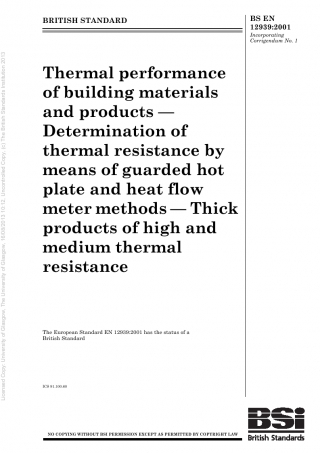 BRITISH STANDARD
BS EN
12939:2001
Incorporating
Corrigendum No. 1
Thermal performance
of building materials
and products —
Determination of
thermal resistance by
means of guarded hot
plate and heat flow
meter methods — Thick
products of high and
medium thermal
resistance
The European Standard EN 12939:2001 has the status of a
British Standard
ICS 91.100.60
NO COPYING WITHOUT BSI PERMISSION EXCEPT AS PERMITTED BY COPYRIGHT LAW
BSi
British Standards
Licensed Copy: University of Glasgow, The University of Glasgow, 16/09/2013 10:12, Uncontrolled Copy, (c) The British Standards Institution 2013